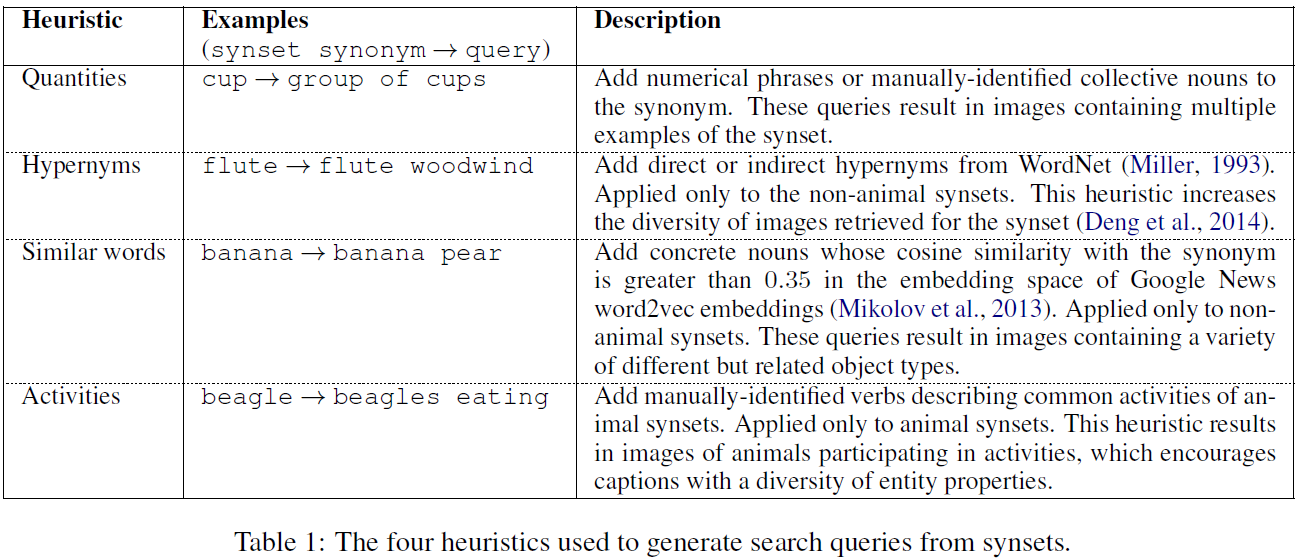 Heuristic Examples Description
(synset synonym → query)
Quantities cup → group of cups Add numerical phrases or manually-identified collective nouns to
the synonym. These queries result in images containing multiple
examples of the synset.
Hypernyms flute → flute woodwind Add direct or indirect hypernyms from WordNet (Miller, 1993).
Applied only to the non-animal synsets. This heuristic increases
the diversity of images retrieved for the synset (Deng et al., 2014).
Similar words banana → banana pear Add concrete nouns whose cosine similarity with the synonym
is greater than 0.35 in the embedding space of Google News
word2vec embeddings (Mikolov et al., 2013). Applied only to non-
animal synsets. These queries result in images containing a variety
of different but related object types.
Activities beagle → beagles eating Add manually-identified verbs describing common activities of an-
imal synsets. Applied only to animal synsets. This heuristic results
in images of animals participating in activities, which encourages
captions with a diversity of entity properties.
Table 1: The four heuristics used to generate search queries from synsets.